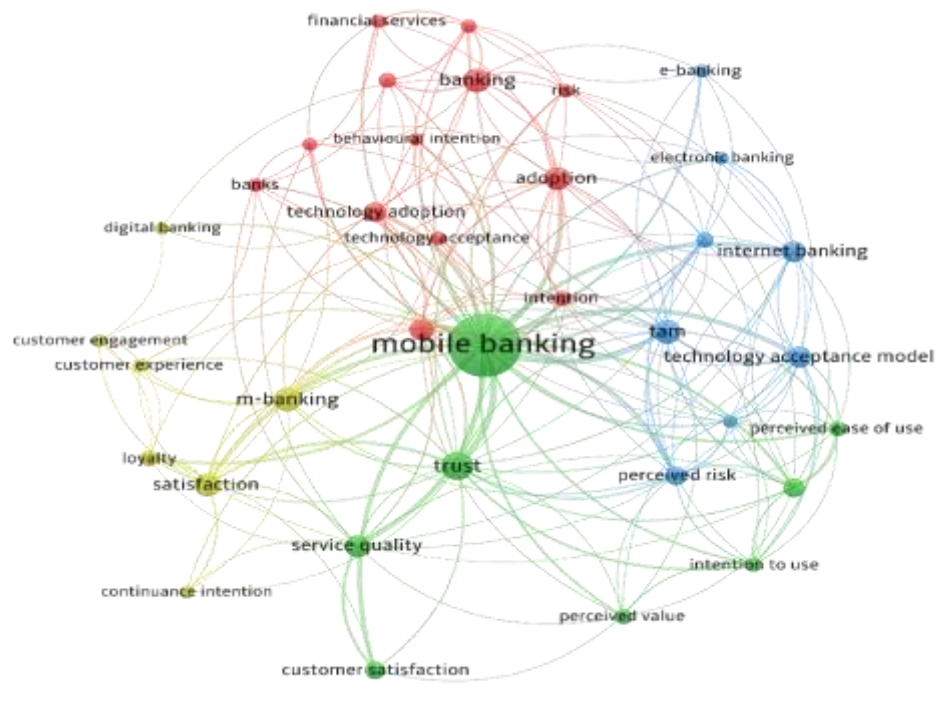 financial services
banking
e-banking
risk
behavioural intention
electronic banking
banks
adoption
technology adoption
digital banking
technology acceptance
internet banking
intention
mobile banking
tam
customer engagement
technology acceptance model
customer experience
m-banking
perceived ease of use
loyalty
trust
satisfaction
perceived risk
service quality
intention to use
continuance intention
perceived value
customer satisfaction